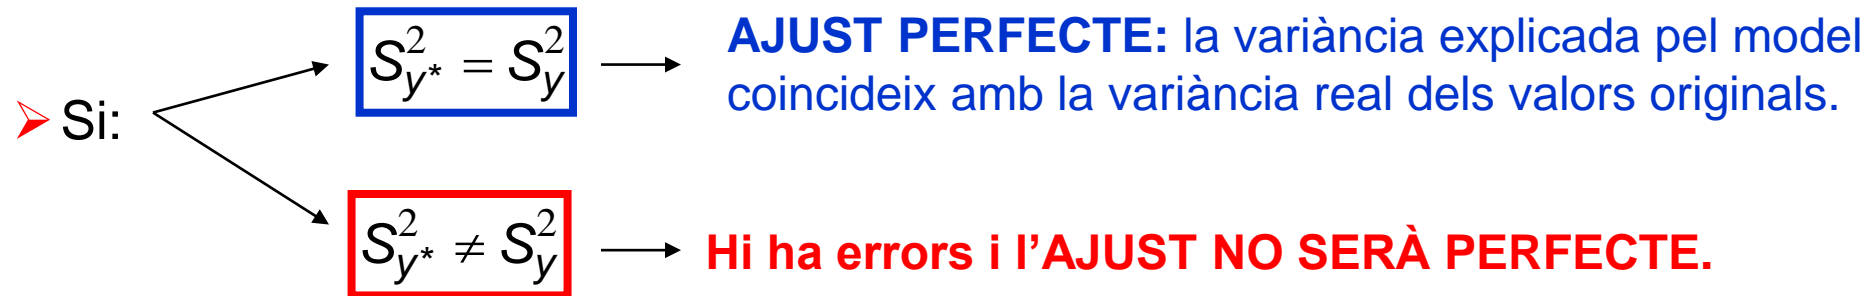 S²y* = S²y
AJUST PERFECTE: la variància explicada pel model
coincideix amb la variància real dels valors originals.
Si:
S²y* ≠ S²y
Hi ha errors i l’AJUST NO SERÀ PERFECTE.